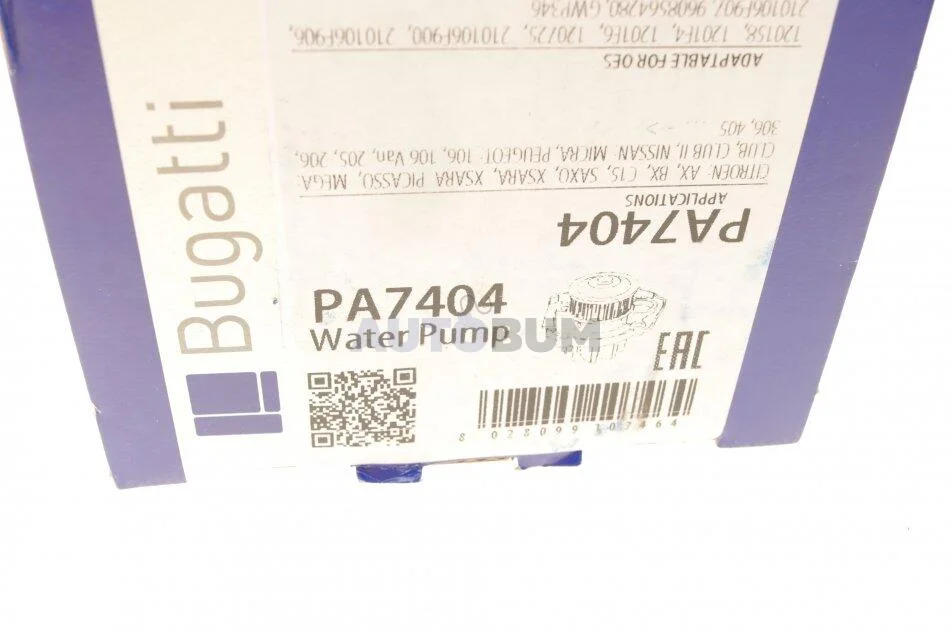 Bugatti
PA7404
Water Pump
EAC
8 028099 107464
PA7404
APPLICATIONS
CITROEN: AX, BX, C15, SAXO, XSARA, XSARA PICASSO, MEGA:
CLUB, CLUB II, NISSAN: MICRA, PEUGEOT: 106, 106 Van, 205, 206,
306, 405 ... -->
ADAPTABLE FOR OES
120158, 1201F4, 1201E6, 120725, 210106F900, 210106F906,
210106F907, 9608564280, GWP346
AUTOBUM